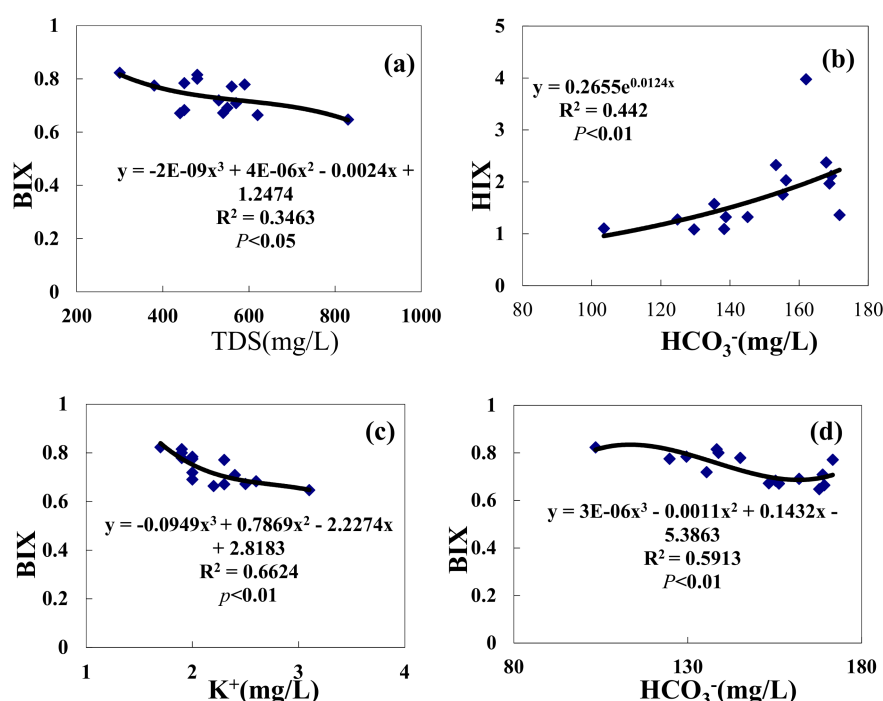 (a)
BIX
1
0.8
0.6
0.4
0.2
0
y = -2E-09x³ + 4E-06x² - 0.0024x +
1.2474
R² = 0.3463
P<0.05
200 400 600 800 1000
TDS(mg/L)
(b)
HIX
5
4
3
2
1
0
y = 0.2655e^0.0124x
R² = 0.442
P<0.01
80 100 120 140 160 180
HCO₃⁻(mg/L)
(c)
BIX
1
0.8
0.6
0.4
0.2
0
y = -0.0949x³ + 0.7869x² - 2.2274x
+ 2.8183
R² = 0.6624
p<0.01
1 2 3 4
K⁺(mg/L)
(d)
BIX
1
0.8
0.6
0.4
0.2
0
y = 3E-06x³ - 0.0011x² + 0.1432x -
5.3863
R² = 0.5913
P<0.01
80 130 180
HCO₃⁻(mg/L)